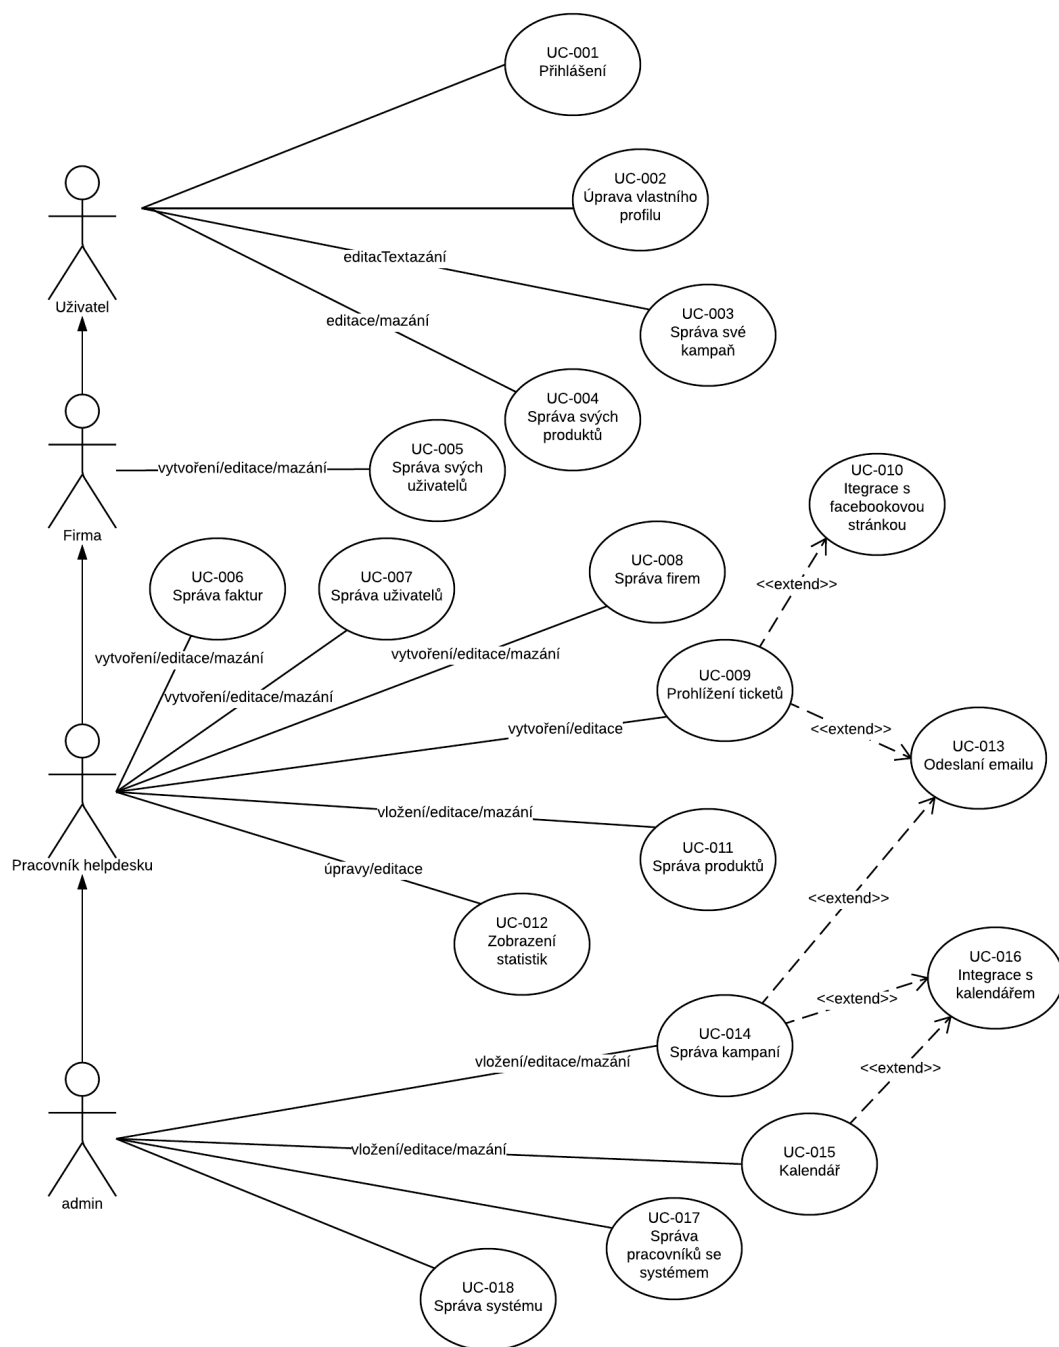 UC-001
Přihlášení
UC-002
Úprava vlastního
profilu
editacTextazání
UC-003
Správa své
kampaň
Uživatel
editace/mazání
UC-004
Správa svých
produktů
UC-005
Správa svých
uživatelů
vytvoření/editace/mazání
Firma
UC-010
Itegrace s
facebookovou
stránkou
UC-006
Správa faktur
UC-007
Správa uživatelů
UC-008
Správa firem
<<extend>>
vytvoření/editace/mazání
vytvoření/editace/mazání
vytvoření/editace/mazání
UC-009
Prohlížení ticketů
vytvoření/editace
<<extend>>
UC-013
Odeslaní emailu
vložení/editace/mazání
UC-011
Správa produktů
Pracovník helpdesku
úpravy/editace
UC-012
Zobrazení
statistik
<<extend>>
UC-016
Integrace s
kalendářem
<<extend>>
UC-014
Správa kampaní
vložení/editace/mazání
<<extend>>
vložení/editace/mazání
UC-015
Kalendář
admin
UC-017
Správa
pracovníků se
systémem
UC-018
Správa systému